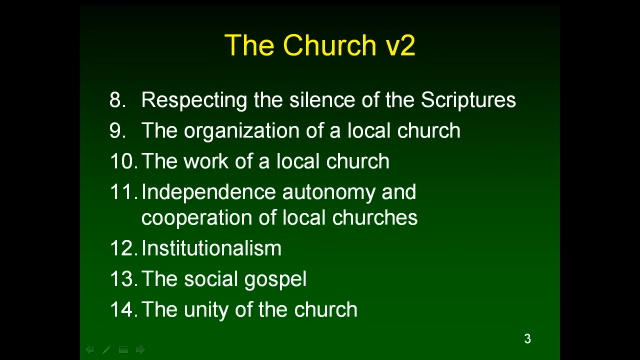 The Church v2
8. Respecting the silence of the Scriptures
9. The organization of a local church
10. The work of a local church
11. Independence autonomy and
cooperation of local churches
12. Institutionalism
13. The social gospel
14. The unity of the church
3